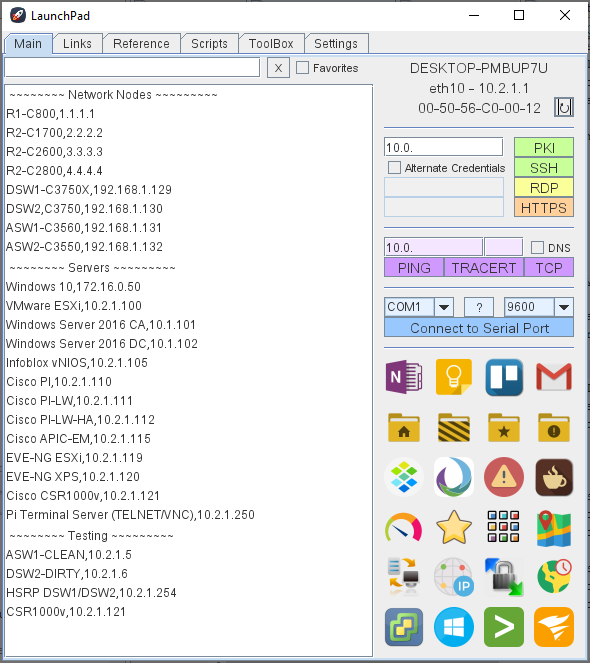 LaunchPad
Main Links Reference Scripts ToolBox Settings
X Favorites
~~~~~~~~ Network Nodes ~~~~~~~~~
R1-C800,1.1.1.1
R2-C1700,2.2.2.2
R2-C2600,3.3.3.3
R2-C2800,4.4.4.4
DSW1-C3750X,192.168.1.129
DSW2,C3750,192.168.1.130
ASW1-C3560,192.168.1.131
ASW2-C3550,192.168.1.132
~~~~~~~~ Servers ~~~~~~~~~
Windows 10,172.16.0.50
VMware ESXi,10.2.1.100
Windows Server 2016 CA,10.1.101
Windows Server 2016 DC,10.1.102
Infoblox vNIOS,10.2.1.105
Cisco PI,10.2.1.110
Cisco PI-LW,10.2.1.111
Cisco PI-LW-HA,10.2.1.112
Cisco APIC-EM,10.2.1.115
EVE-NG ESXi,10.2.1.119
EVE-NG XPS,10.2.1.120
Cisco CSR1000v,10.2.1.121
Pi Terminal Server (TELNET/VNC),10.2.1.250
~~~~~~~~ Testing ~~~~~~~~~
ASW1-CLEAN,10.2.1.5
DSW2-DIRTY,10.2.1.6
HSRP DSW1/DSW2,10.2.1.254
CSR1000v,10.2.1.121
DESKTOP-PMBUP7U
eth10 - 10.2.1.1
00-50-56-C0-00-12
10.0. PKI
Alternate Credentials SSH
RDP
HTTPS
10.0. DNS
PING TRACERT TCP
COM1 ? 9600
Connect to Serial Port
N
IP